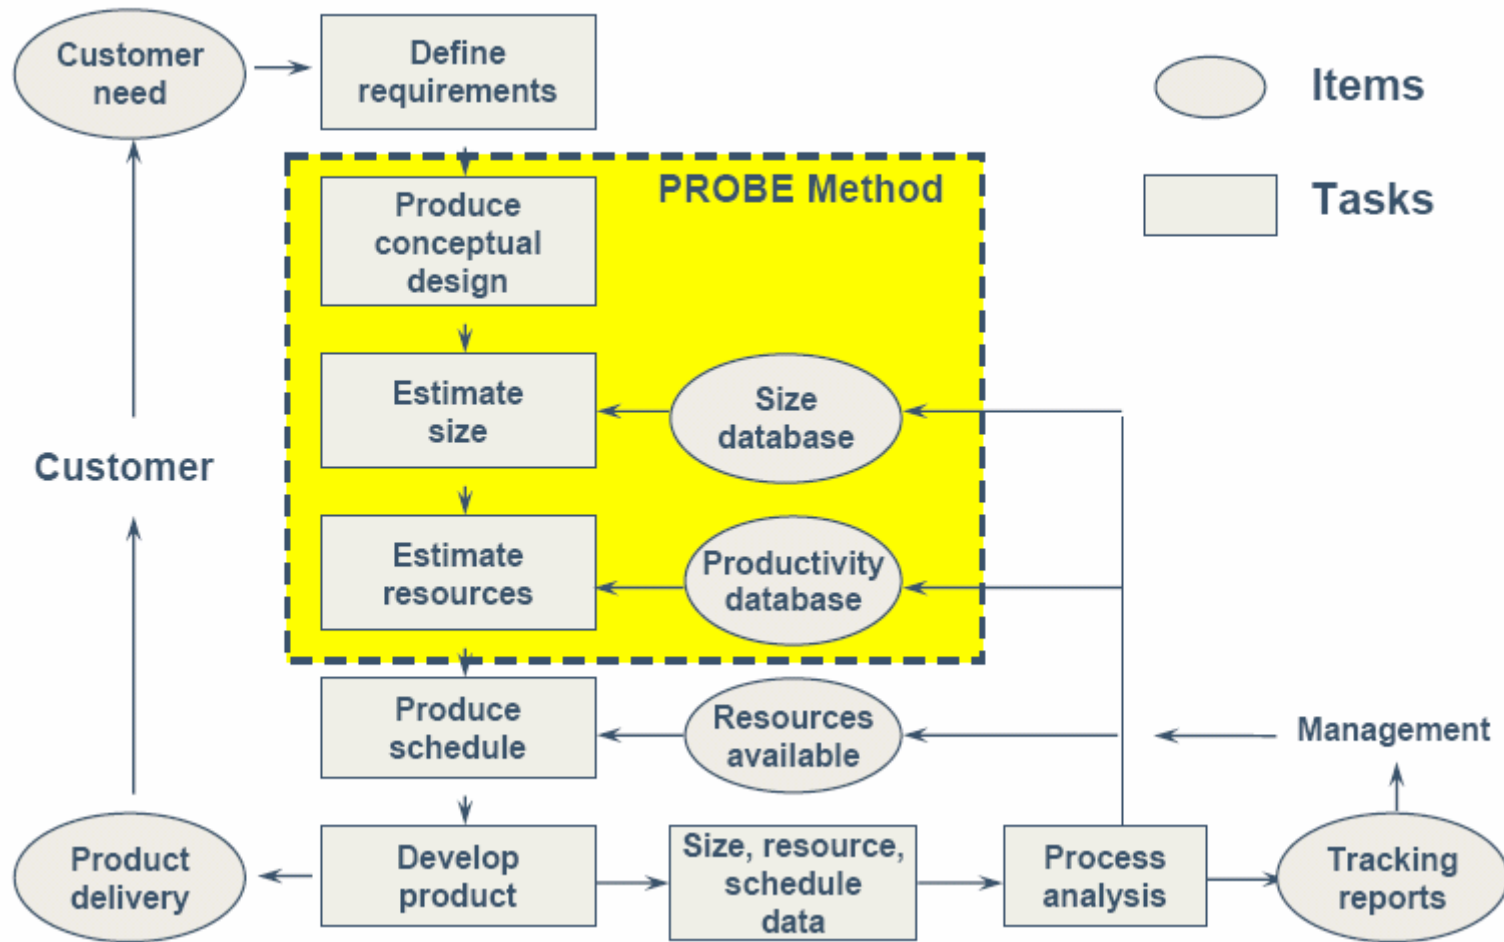 Customer
need
Define
requirements
Items
PROBE Method
Tasks
Produce
conceptual
design
Estimate
size
Size
database
Customer
Estimate
resources
Productivity
database
Produce
schedule
Resources
available
Management
Product
delivery
Develop
product
Size, resource,
schedule
data
Process
analysis
Tracking
reports